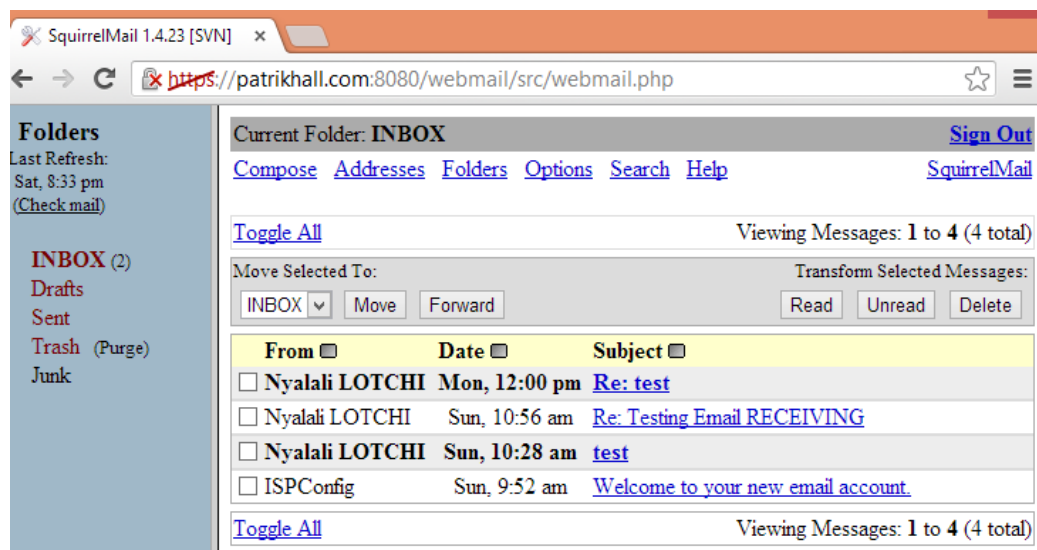 SquirrelMail 1.4.23 [SVN]
https://patrikhall.com:8080/webmail/src/webmail.php
Folders
Last Refresh:
Sat, 8:33 pm
(Check mail)
INBOX (2)
Drafts
Sent
Trash (Purge)
Junk
Current Folder: INBOX Sign Out
Compose Addresses Folders Options Search Help SquirrelMail
Toggle All Viewing Messages: 1 to 4 (4 total)
Move Selected To: Transform Selected Messages:
INBOX Move Forward Read Unread Delete
From Date Subject
Nyalali LOTCHI Mon, 12:00 pm Re: test
Nyalali LOTCHI Sun, 10:56 am Re: Testing Email RECEIVING
Nyalali LOTCHI Sun, 10:28 am test
ISPConfig Sun, 9:52 am Welcome to your new email account.
Toggle All Viewing Messages: 1 to 4 (4 total)